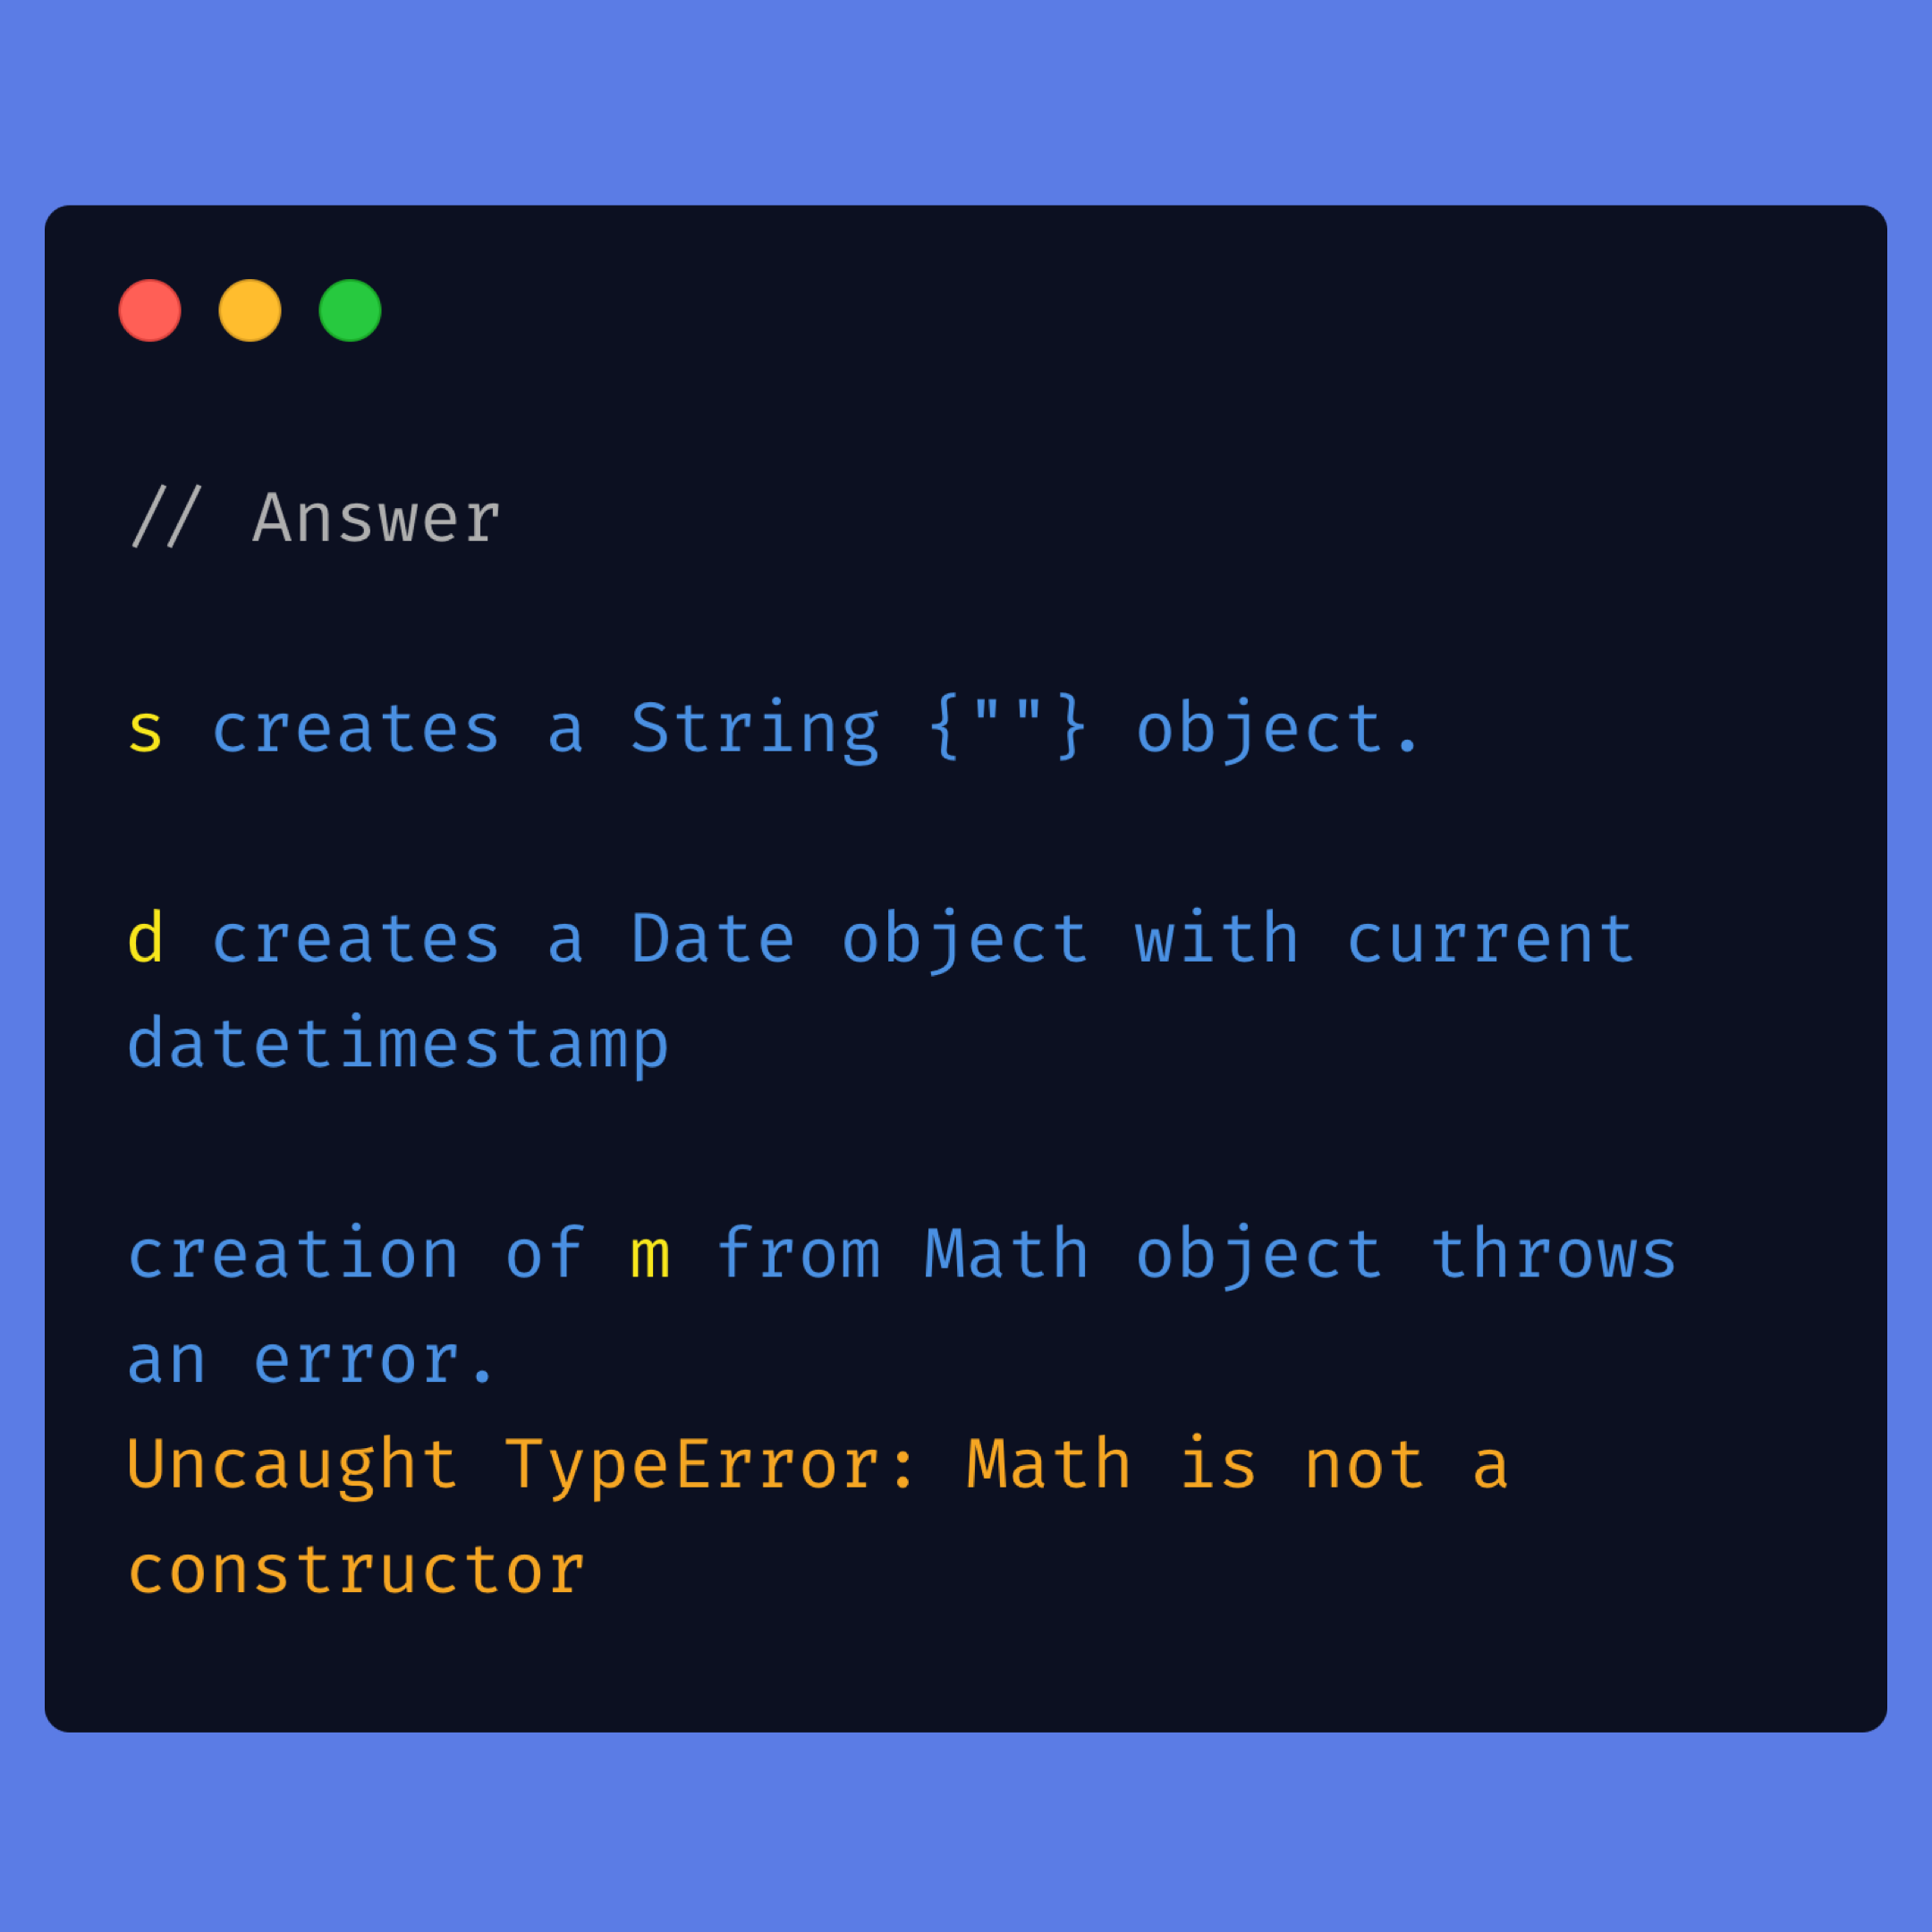 // Answer
s creates a String {""} object.
d creates a Date object with current
datetimestamp
creation of m from Math object throws
an error.
Uncaught TypeError: Math is not a
constructor